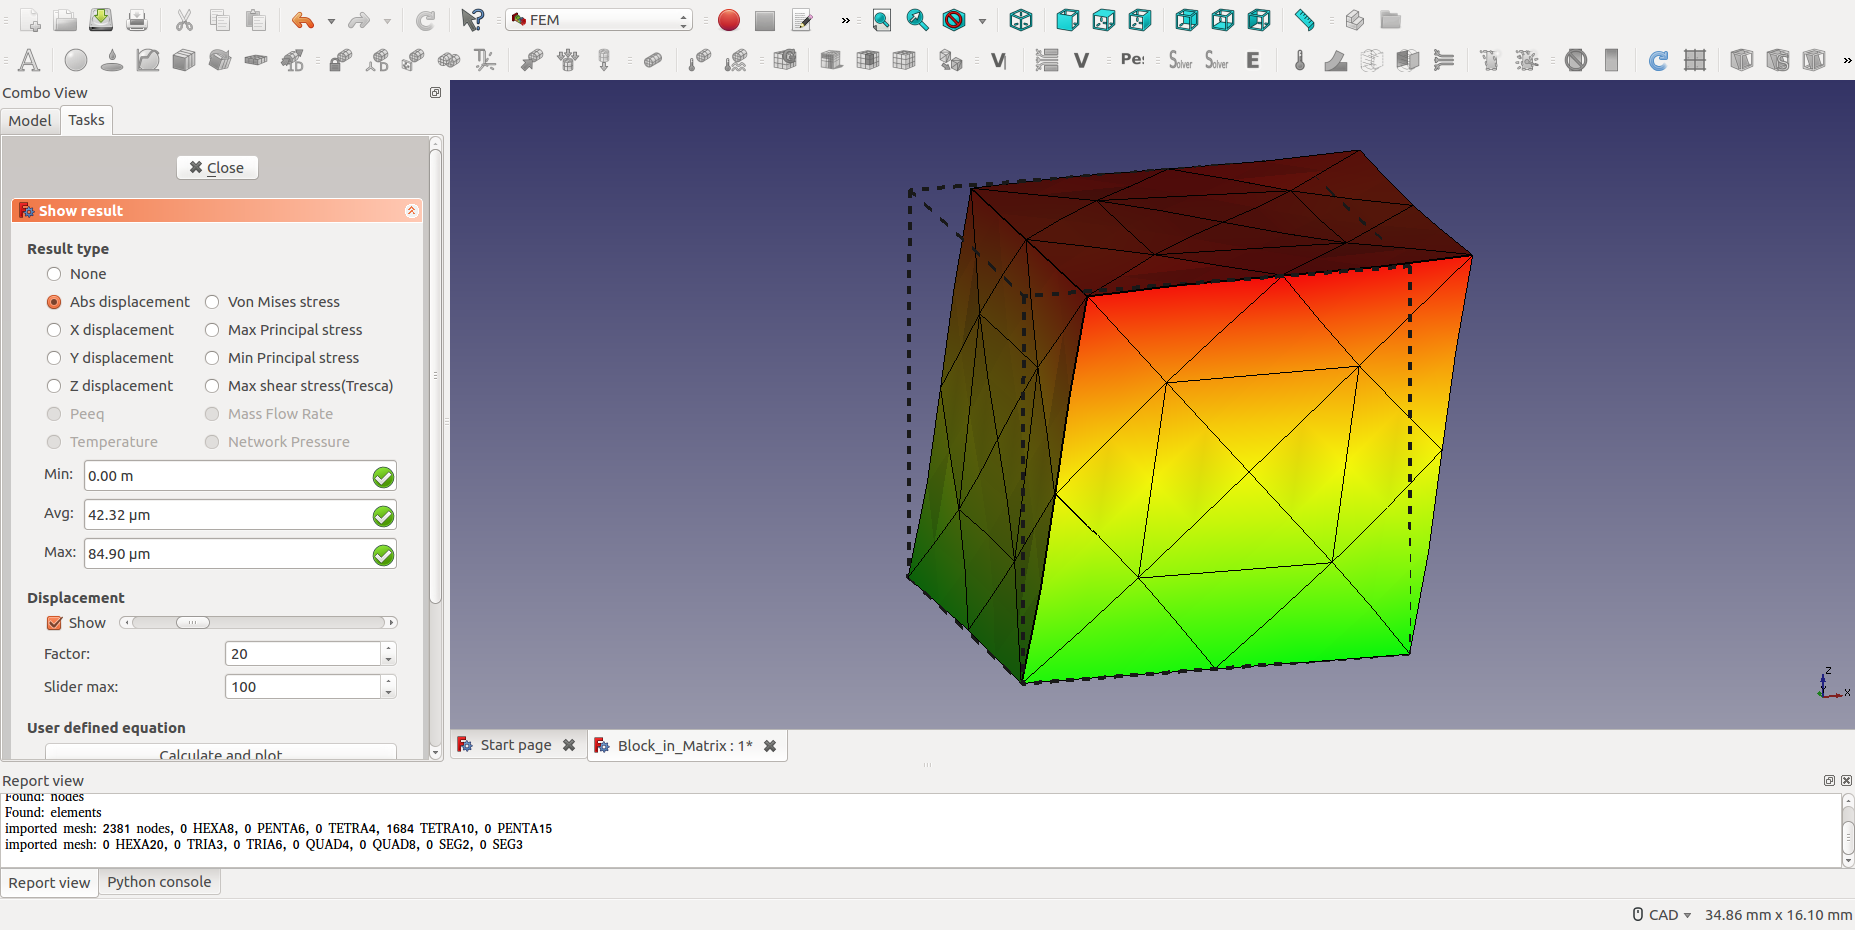 FEM
»
A
V
V
Pe:
Solver
Solver
E
»
Combo View
Model
Tasks
Close
Show result
Result type
None
Abs displacement
Von Mises stress
X displacement
Max Principal stress
Y displacement
Min Principal stress
Z displacement
Max shear stress(Tresca)
Peeq
Mass Flow Rate
Temperature
Network Pressure
Min: 0.00 m
Avg: 42.32 µm
Max: 84.90 µm
Displacement
Show
Factor: 20
Slider max: 100
User defined equation
Calculate and plot
Z
X
Start page
Block_in_Matrix : 1*
Report view
Found: nodes
Found: elements
imported mesh: 2381 nodes, 0 HEXA8, 0 PENTA6, 0 TETRA4, 1684 TETRA10, 0 PENTA15
imported mesh: 0 HEXA20, 0 TRIA3, 0 TRIA6, 0 QUAD4, 0 QUAD8, 0 SEG2, 0 SEG3
Report view
Python console
CAD
34.86 mm x 16.10 mm